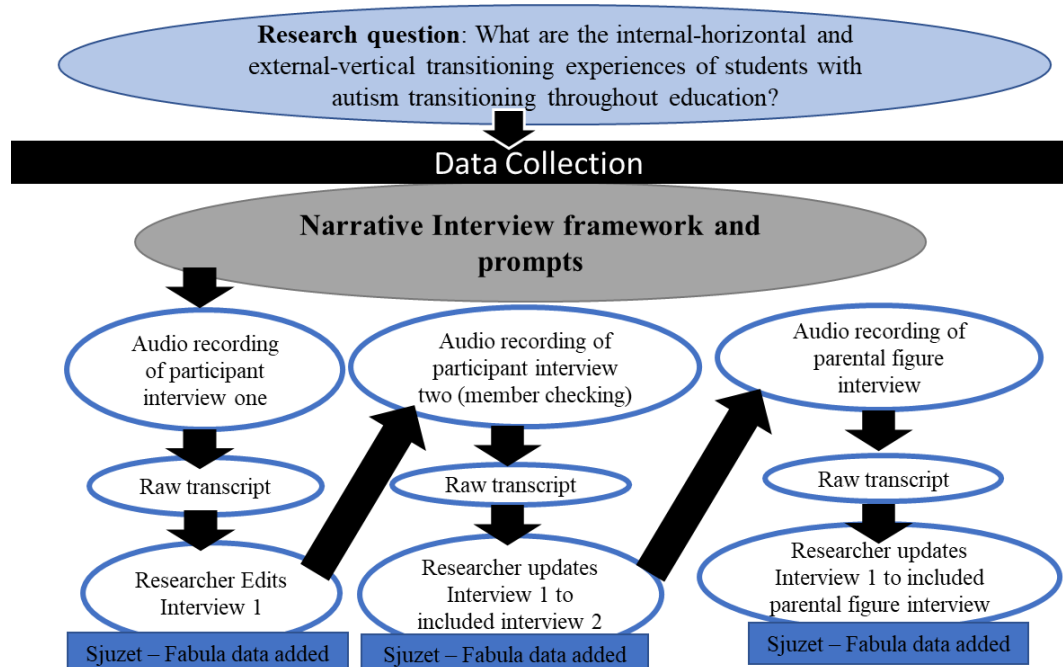 Research question: What are the internal-horizontal and
external-vertical transitioning experiences of students with
autism transitioning throughout education?
Data Collection
Narrative Interview framework and
prompts
Audio recording
of participant
interview one
Raw transcript
Researcher Edits
Interview 1
Sjuzet – Fabula data added
Audio recording of
participant interview
two (member checking)
Raw transcript
Researcher updates
Interview 1 to
included interview 2
Sjuzet – Fabula data added
Audio recording of
parental figure
interview
Raw transcript
Researcher updates
Interview 1 to included
parental figure interview
Sjuzet – Fabula data added